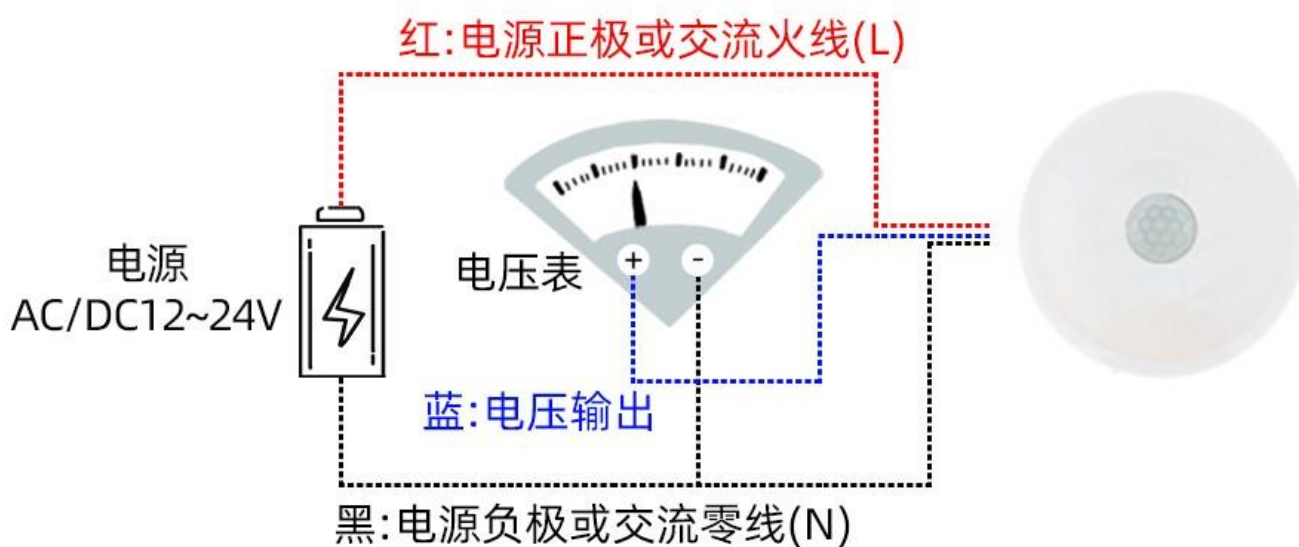 红:电源正极或交流火线(L)
电源
AC/DC12~24V
电压表
+ -
蓝:电压输出
黑:电源负极或交流零线(N)